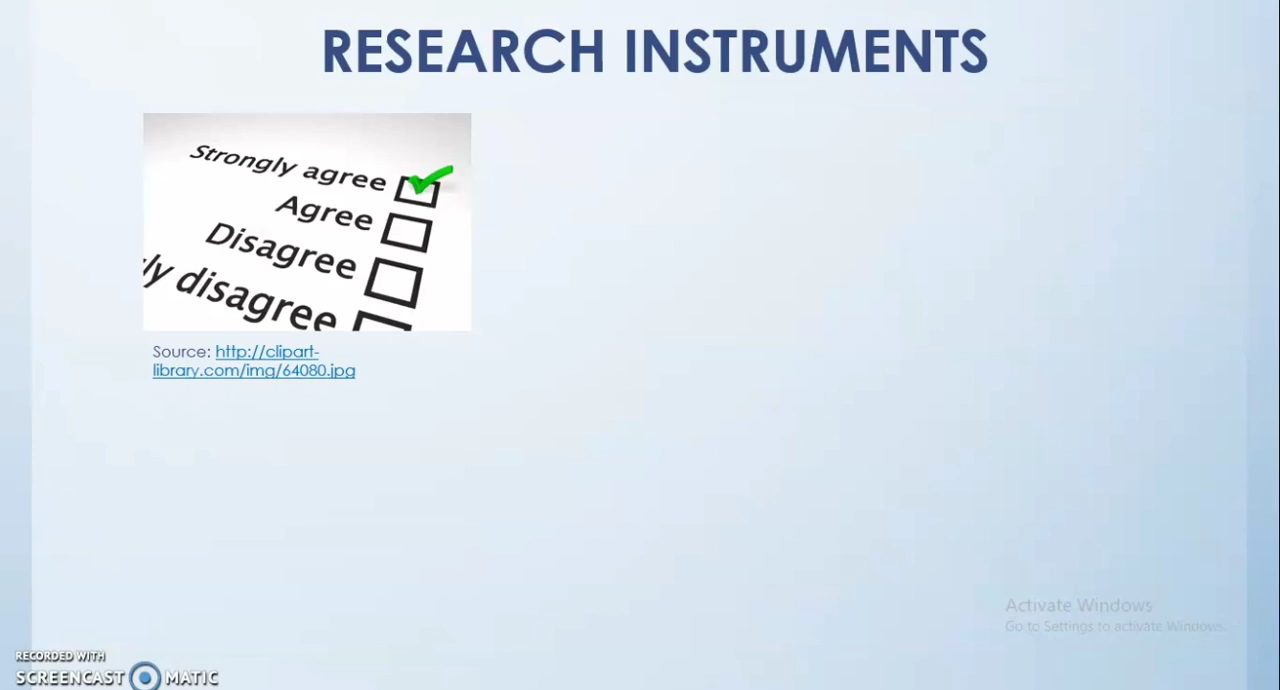 RESEARCH INSTRUMENTS
Strongly agree
Agree
Disagree
ly disagree
Source: http://clipart-
library.com/img/64080.jpg
Activate Windows
Go to Settings to activate Windows.
RECORDED WITH
SCREENCAST MATIC